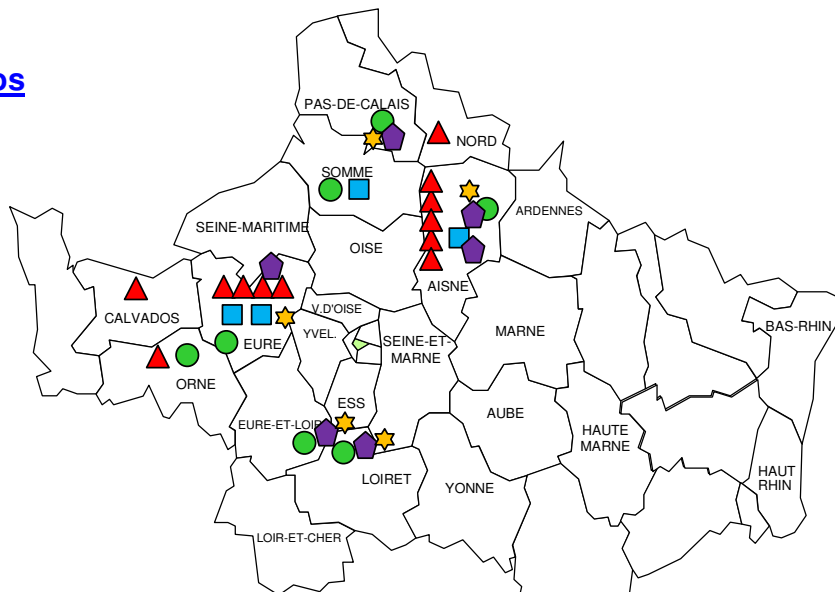 os
PAS-DE-CALAIS
NORD
SOMME
ARDENNES
SEINE-MARITIME
OISE
AISNE
V.D'OISE
CALVADOS
MARNE
BAS-RHIN
EURE
YVEL.
SEINE-ET-
MARNE
ORNE
ESS
AUBE
EURE-ET-LOIR
HAUTE
MARNE
LOIRET
YONNE
HAUT
RHIN
LOIR-ET-CHER